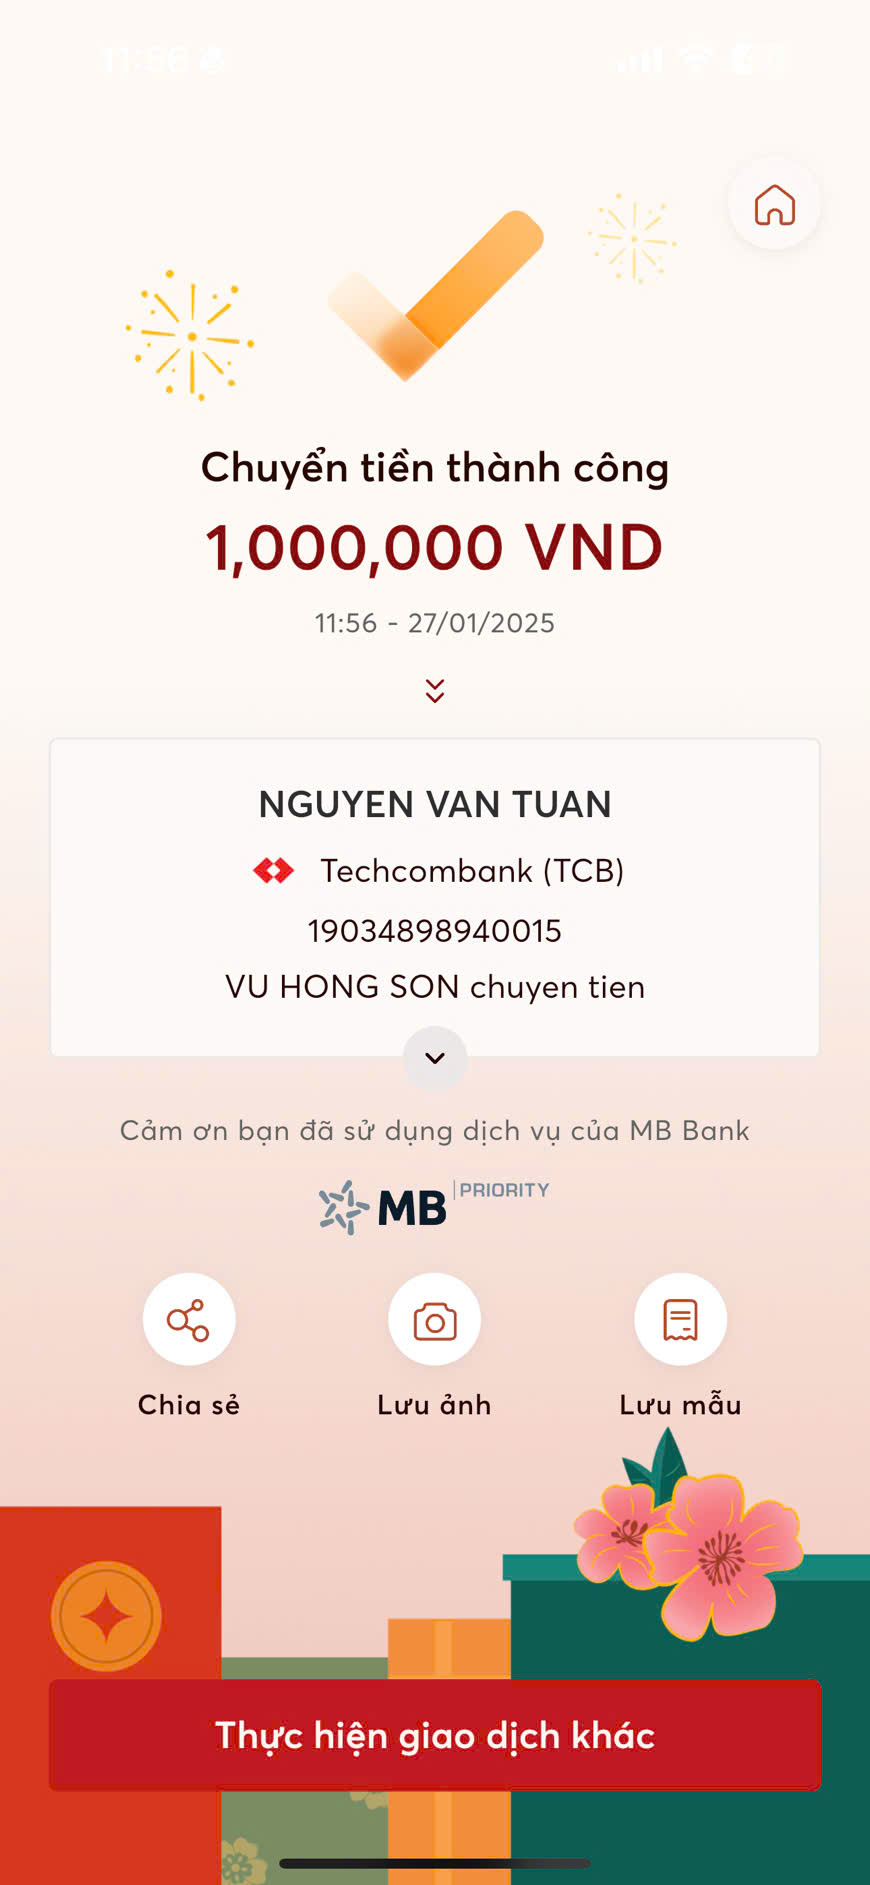 11:56
Chuyển tiền thành công
1,000,000 VND
11:56 - 27/01/2025
NGUYEN VAN TUAN
Techcombank (TCB)
19034898940015
VU HONG SON chuyen tien
Cảm ơn bạn đã sử dụng dịch vụ của MB Bank
MB PRIORITY
Chia sẻ Lưu ảnh Lưu mẫu
Thực hiện giao dịch khác